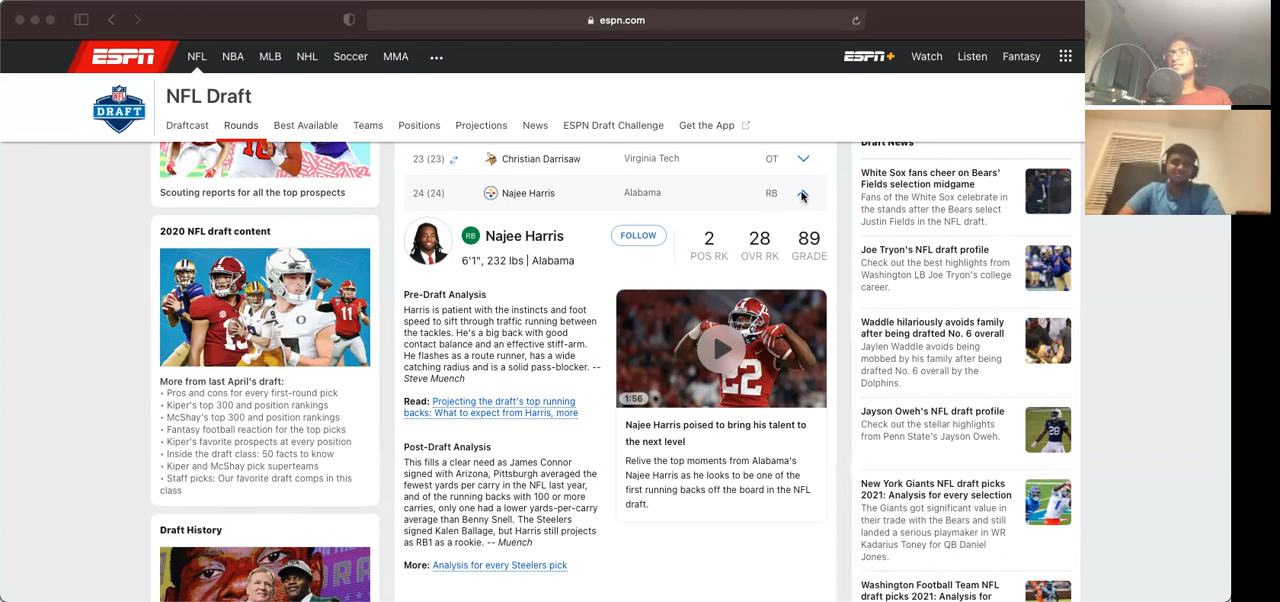 espn.com
ESPN NFL NBA MLB NHL Soccer MMA ••• ESPN+ Watch Listen Fantasy
NFL DRAFT
NFL Draft
Draftcast Rounds Best Available Teams Positions Projections News ESPN Draft Challenge Get the App
Scouting reports for all the top prospects
2020 NFL draft content
More from last April's draft:
• Pros and cons for every first-round pick
• Kiper's top 300 and position rankings
• McShay's top 300 and position rankings
• Fantasy football reaction for the top picks
• Kiper's favorite prospects at every position
• Inside the draft class: 50 facts to know
• Kiper and McShay pick superteams
• Staff picks: Our favorite draft comps in this
class
Draft History
23 (23) Christian Darrisaw Virginia Tech OT
24 (24) Najee Harris Alabama RB
RB Najee Harris FOLLOW 2 28 89
6'1", 232 lbs | Alabama POS RK OVR RK GRADE
Pre-Draft Analysis
Harris is patient with the instincts and foot
speed to sift through traffic running between
the tackles. He's a big back with good
contact balance and an effective stiff-arm.
He flashes as a route runner, has a wide
catching radius and is a solid pass-blocker. --
Steve Muench
Read: Projecting the draft's top running
backs: What to expect from Harris, more
Post-Draft Analysis
This fills a clear need as James Connor
signed with Arizona, Pittsburgh averaged the
fewest yards per carry in the NFL last year,
and of the running backs with 100 or more
carries, only one had a lower yards-per-carry
average than Benny Snell. The Steelers
signed Kalen Ballage, but Harris still projects
as RB1 as a rookie. -- Muench
More: Analysis for every Steelers pick
22
1:56
Najee Harris poised to bring his talent to
the next level
Relive the top moments from Alabama's
Najee Harris as he looks to be one of the
first running backs off the board in the NFL
draft.
Draft News
White Sox fans cheer on Bears'
Fields selection midgame
Fans of the White Sox celebrate in
the stands after the Bears select
Justin Fields in the NFL draft.
Joe Tryon's NFL draft profile
Check out the best highlights from
Washington LB Joe Tryon's college
career.
Waddle hilariously avoids family
after being drafted No. 6 overall
Jaylen Waddle avoids being
mobbed by his family after being
drafted No. 6 overall by the
Dolphins.
Jayson Oweh's NFL draft profile
Check out the stellar highlights
from Penn State's Jayson Oweh.
New York Giants NFL draft picks
2021: Analysis for every selection
The Giants got significant value in
their trade with the Bears and still
landed a serious playmaker in WR
Kadarius Toney for QB Daniel
Jones.
Washington Football Team NFL
draft picks 2021: Analysis for